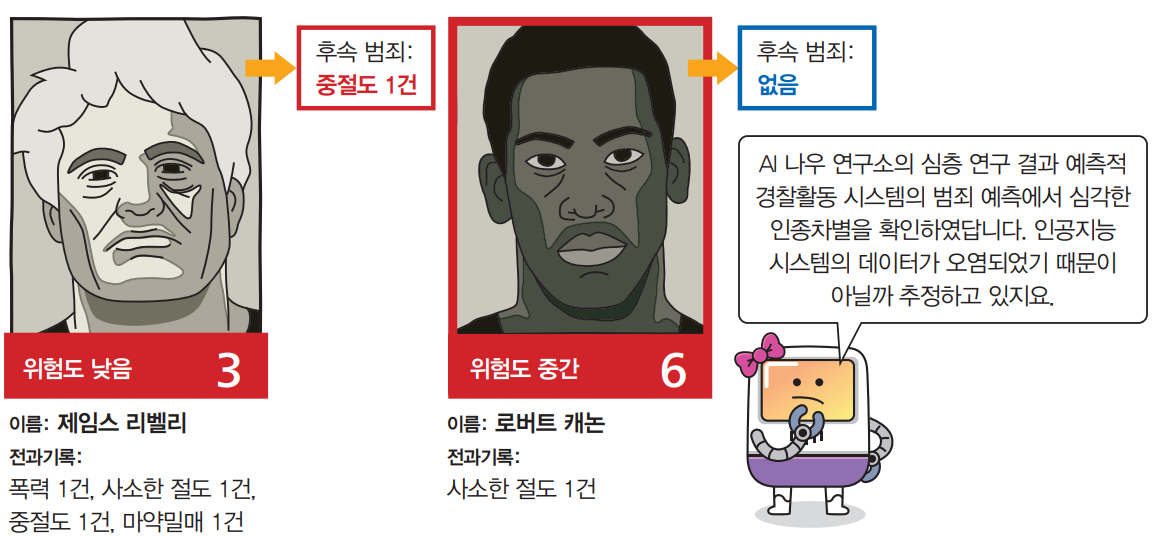 후속 범죄:
중절도 1건
위험도 낮음 3
이름: 제임스 리벨리
전과기록:
폭력 1건, 사소한 절도 1건,
중절도 1건, 마약밀매 1건
후속 범죄:
없음
위험도 중간 6
이름: 로버트 캐논
전과기록:
사소한 절도 1건
AI 나우 연구소의 심층 연구 결과 예측적
경찰활동 시스템의 범죄 예측에서 심각한
인종차별을 확인하였답니다. 인공지능
시스템의 데이터가 오염되었기 때문이
아닐까 추정하고 있지요.